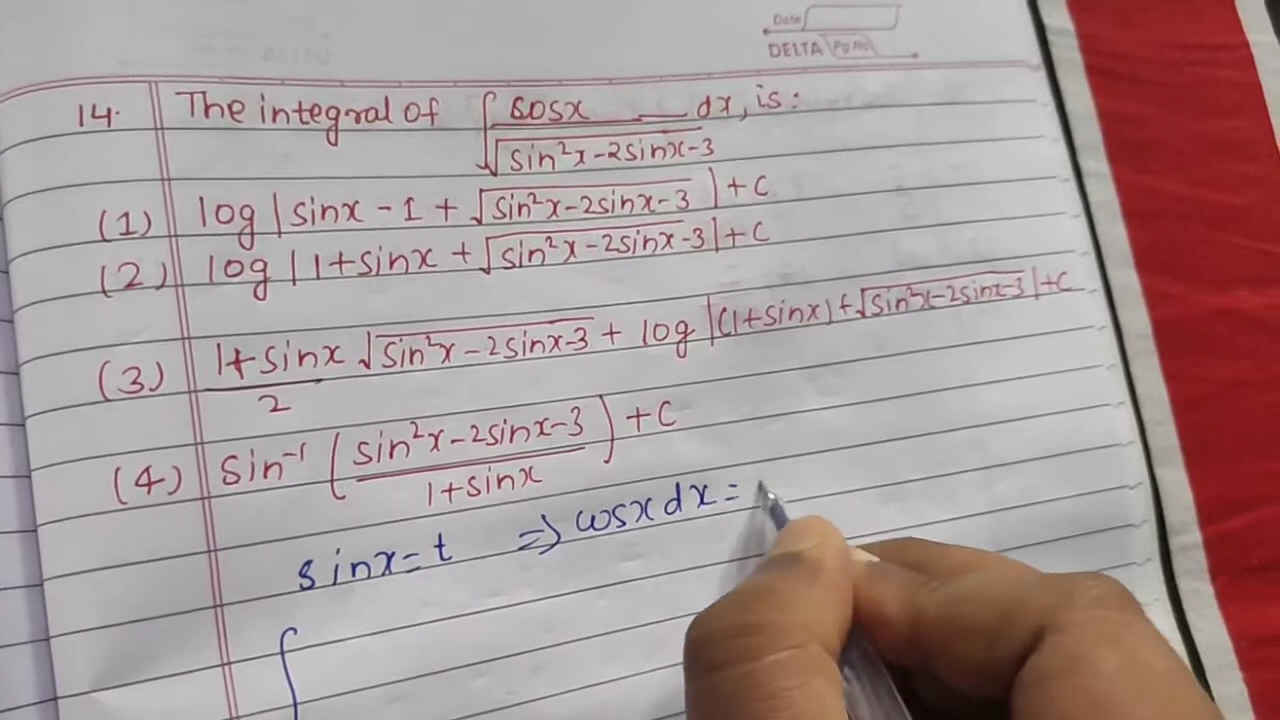 Date
DELTA Pg No
14. The integral of ∫ cosx/√(sin²x-2sinx-3) dx, is:
(1) log |sinx - 1 + √(sin²x-2sinx-3)| + C
(2) log |1+sinx + √(sin²x-2sinx-3)| + C
(3) (1+sinx)/2 √(sin²x-2sinx-3) + log |(1+sinx) + √(sin²x-2sinx-3)| + C
(4) Sin⁻¹ ((sin²x-2sinx-3)/(1+sinx)) + C
sinx = t ⇒ cosx dx =
∫